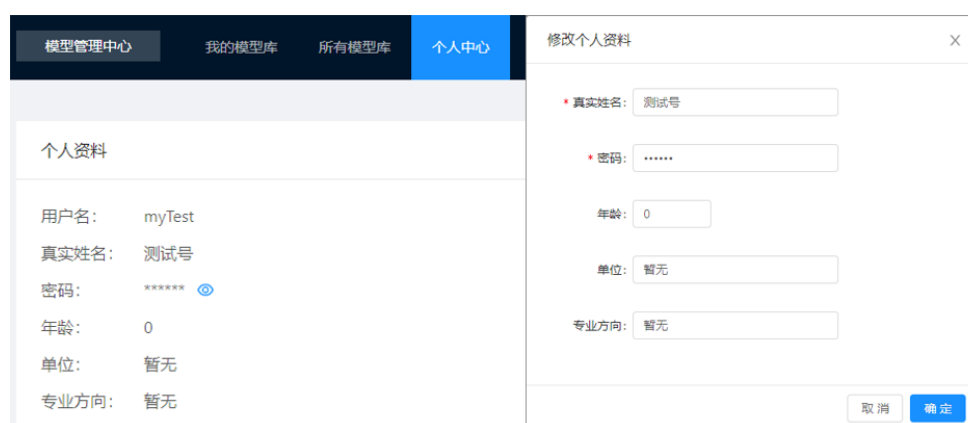 模型管理中心 我的模型库 所有模型库 个人中心
个人资料
用户名： myTest
真实姓名： 测试号
密码： ******
年龄： 0
单位： 暂无
专业方向： 暂无
修改个人资料
* 真实姓名： 测试号
* 密码： ••••••
年龄： 0
单位： 暂无
专业方向： 暂无
取 消 确 定